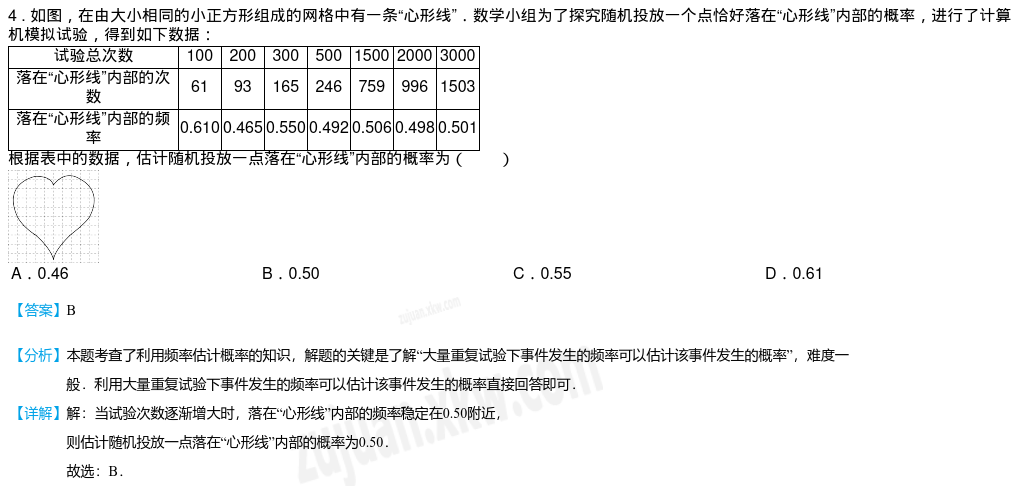 4．如图，在由大小相同的小正方形组成的网格中有一条“心形线”．数学小组为了探究随机投放一个点恰好落在“心形线”内部的概率，进行了计算
机模拟试验，得到如下数据：
试验总次数 100 200 300 500 1500 2000 3000
落在“心形线”内部的次
数 61 93 165 246 759 996 1503
落在“心形线”内部的频
率 0.610 0.465 0.550 0.492 0.506 0.498 0.501
根据表中的数据，估计随机投放一点落在“心形线”内部的概率为（　　）
A．0.46 B．0.50 C．0.55 D．0.61
【答案】B
zujuan.xkw.com
【分析】本题考查了利用频率估计概率的知识，解题的关键是了解“大量重复试验下事件发生的频率可以估计该事件发生的概率”，难度一
般．利用大量重复试验下事件发生的频率可以估计该事件发生的概率直接回答即可．
【详解】解：当试验次数逐渐增大时，落在“心形线”内部的频率稳定在0.50附近，
则估计随机投放一点落在“心形线”内部的概率为0.50．
故选：B．
zujuan.xkw.com